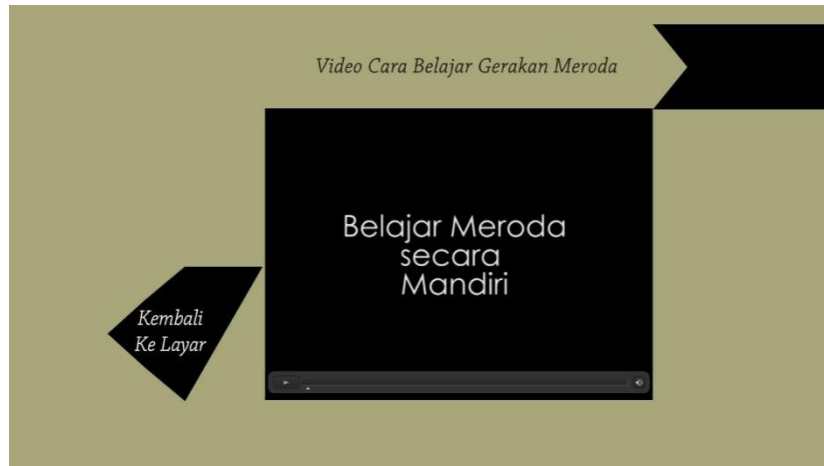 Video Cara Belajar Gerakan Meroda
Belajar Meroda
secara
Mandiri
Kembali
Ke Layar